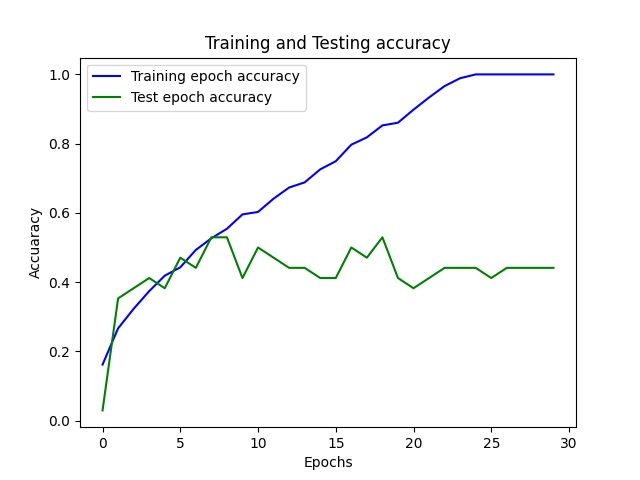 Training and Testing accuracy
Training epoch accuracy
Test epoch accuracy
1.0
0.8
0.6
0.4
0.2
0.0
Accuaracy
0 5 10 15 20 25 30
Epochs